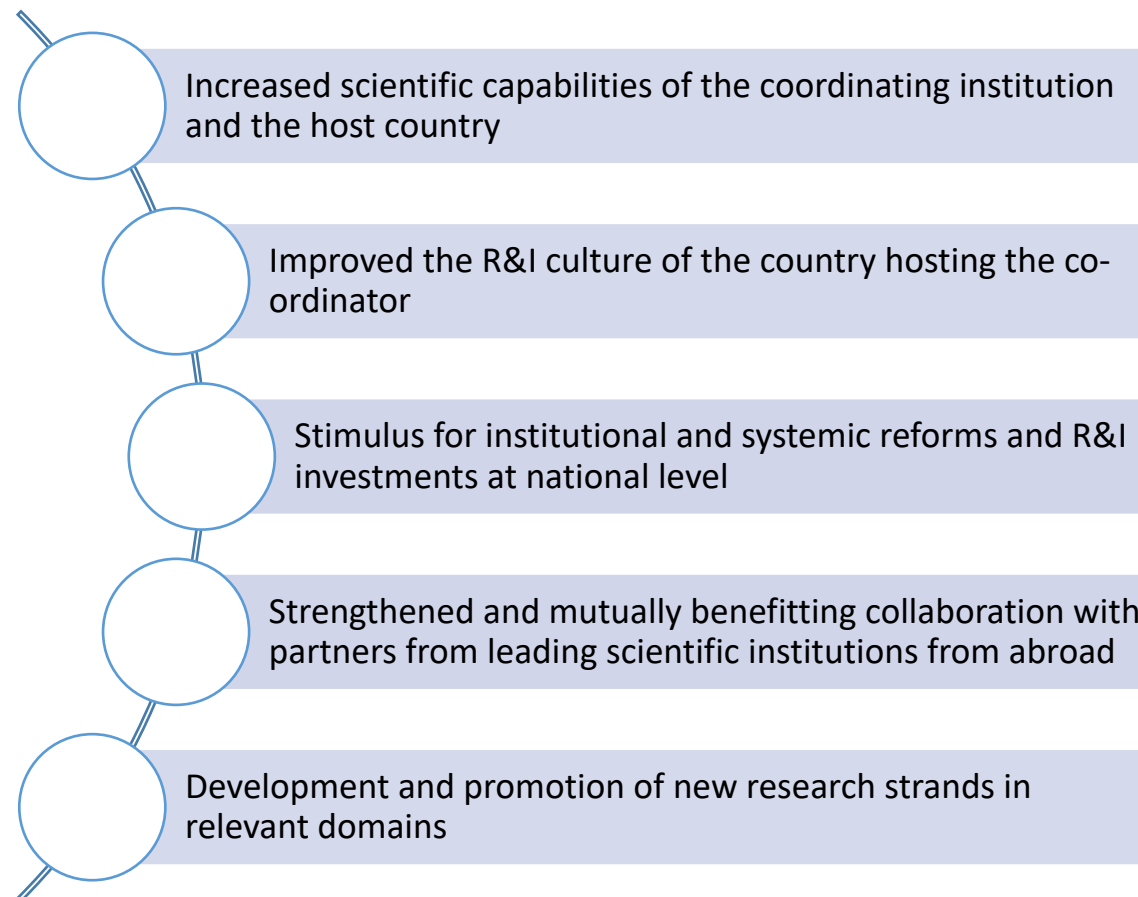 Increased scientific capabilities of the coordinating institution
and the host country
Improved the R&I culture of the country hosting the co-
ordinator
Stimulus for institutional and systemic reforms and R&I
investments at national level
Strengthened and mutually benefitting collaboration with
partners from leading scientific institutions from abroad
Development and promotion of new research strands in
relevant domains